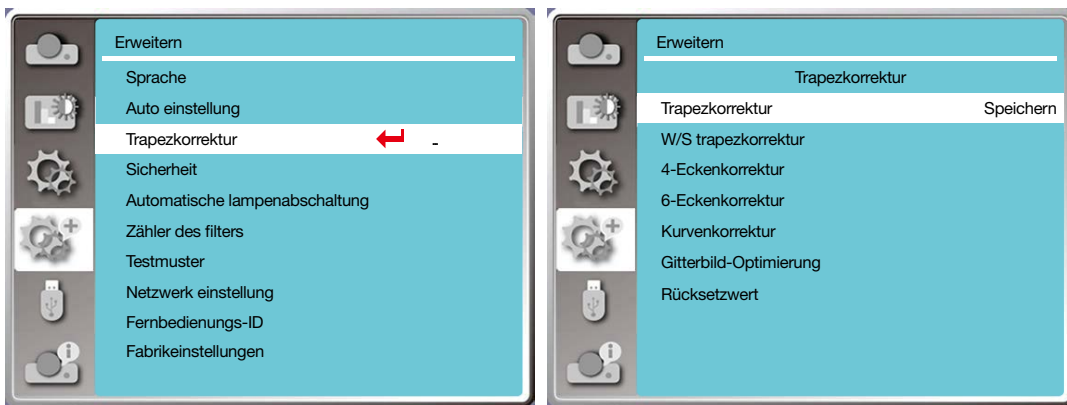 Erweitern
Sprache
Auto einstellung
Trapezkorrektur -
Sicherheit
Automatische lampenabschaltung
Zähler des filters
Testmuster
Netzwerk einstellung
Fernbedienungs-ID
Fabrikeinstellungen
Erweitern
Trapezkorrektur
Trapezkorrektur Speichern
W/S trapezkorrektur
4-Eckenkorrektur
6-Eckenkorrektur
Kurvenkorrektur
Gitterbild-Optimierung
Rücksetzwert